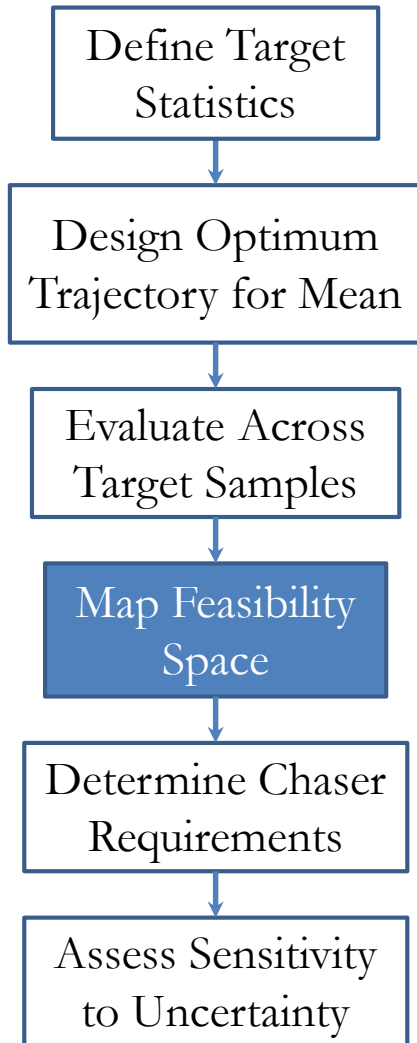 Define Target
Statistics
Design Optimum
Trajectory for Mean
Evaluate Across
Target Samples
Map Feasibility
Space
Determine Chaser
Requirements
Assess Sensitivity
to Uncertainty